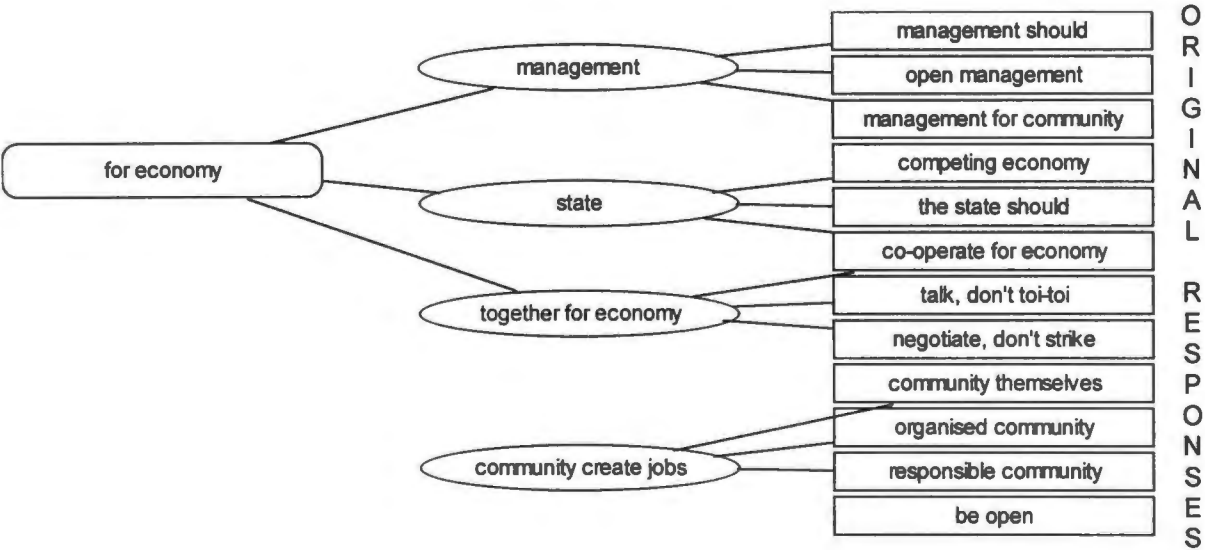 management should
management
open management
management for community
for economy
competing economy
state
the state should
co-operate for economy
together for economy
talk, don't toi-toi
negotiate, don't strike
community themselves
organised community
community create jobs
responsible community
be open
ORIGINAL RESPONSES